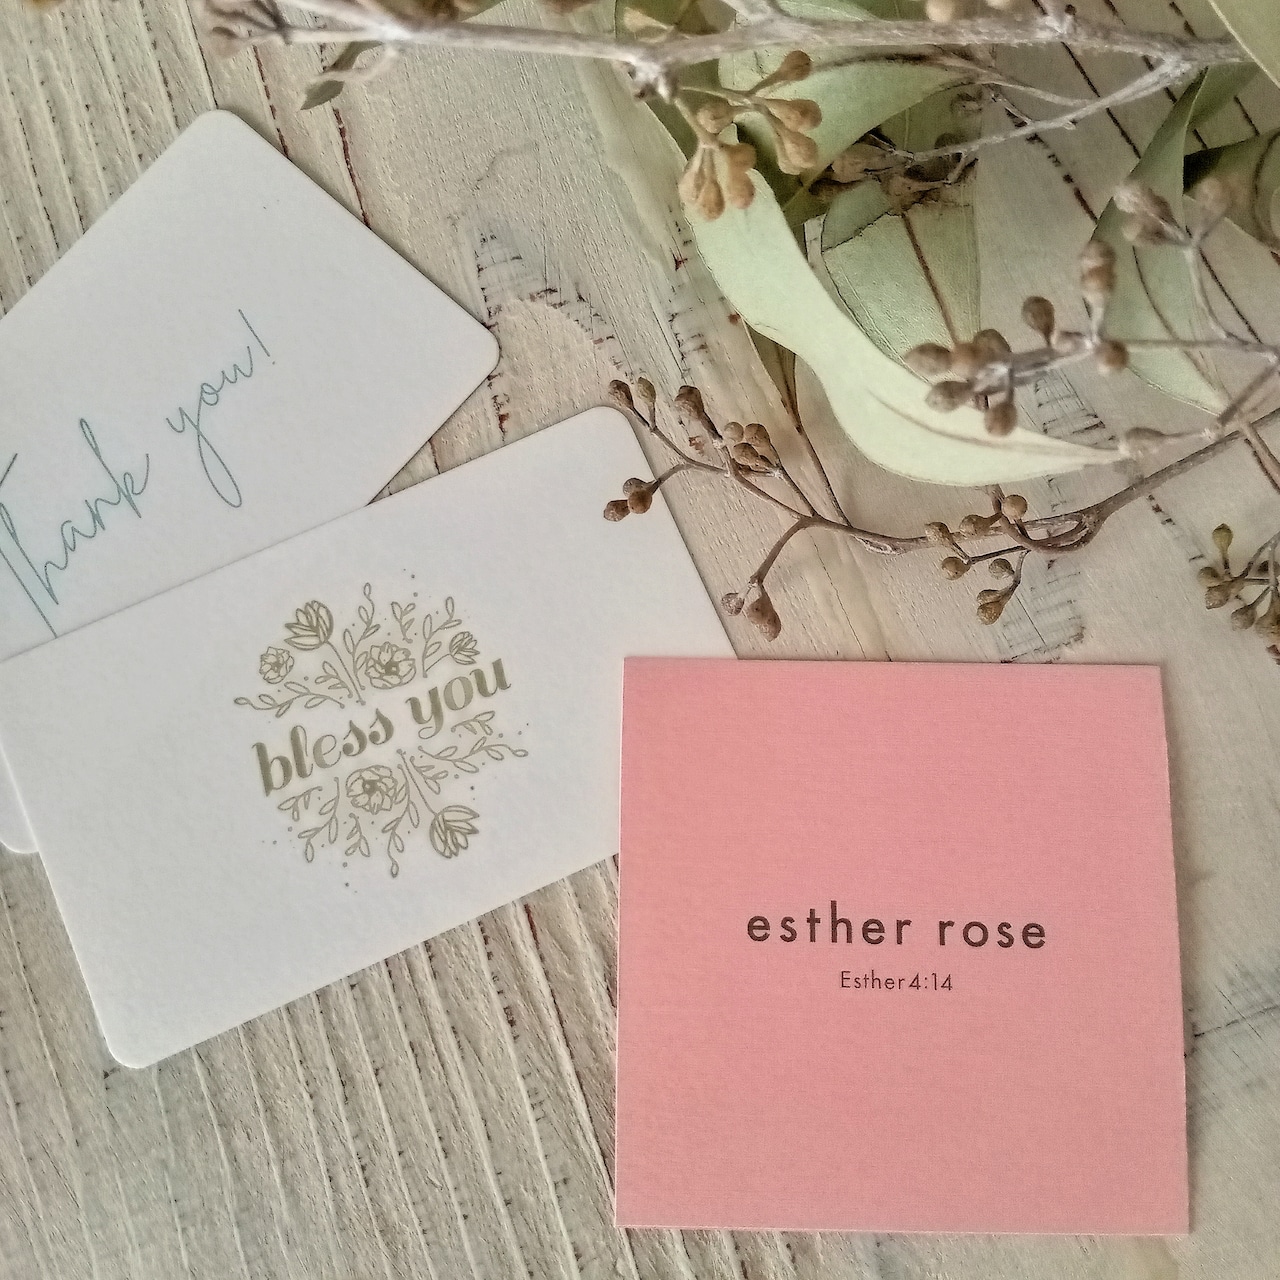 Thank you!
bless you
esther rose
Esther 4:14